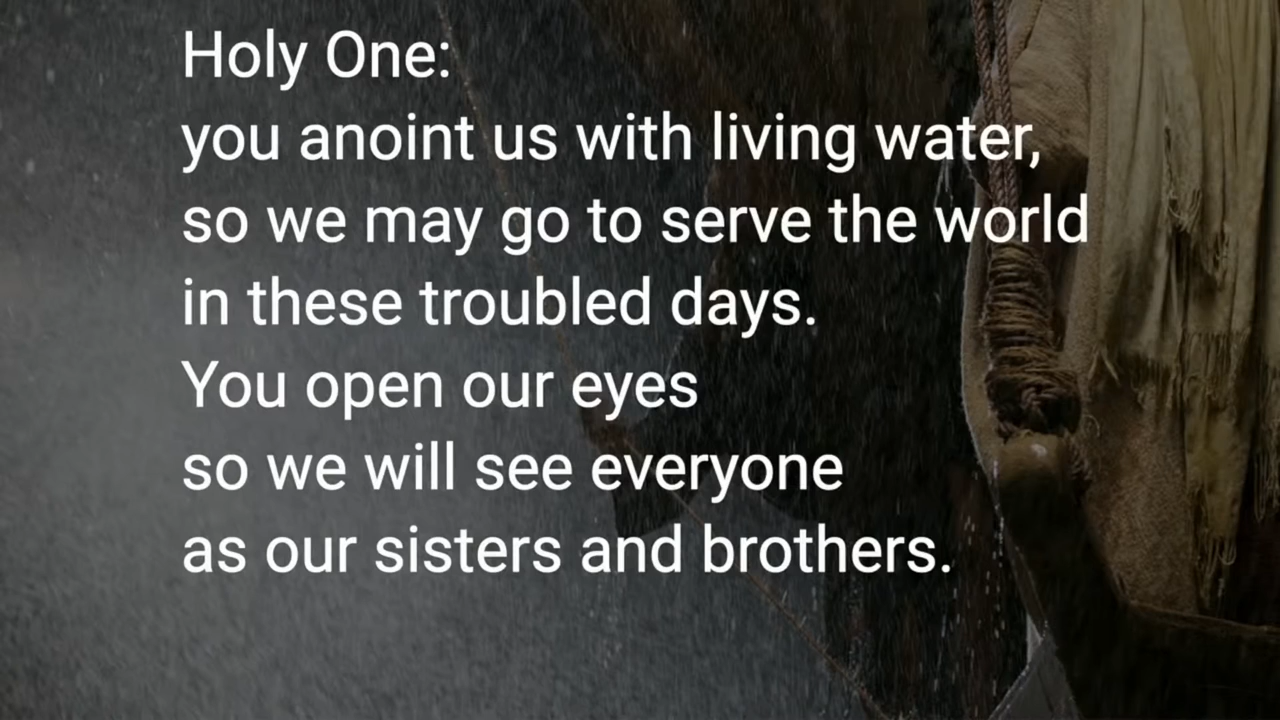 Holy One:
you anoint us with living water,
so we may go to serve the world
in these troubled days.
You open our eyes
so we will see everyone
as our sisters and brothers.